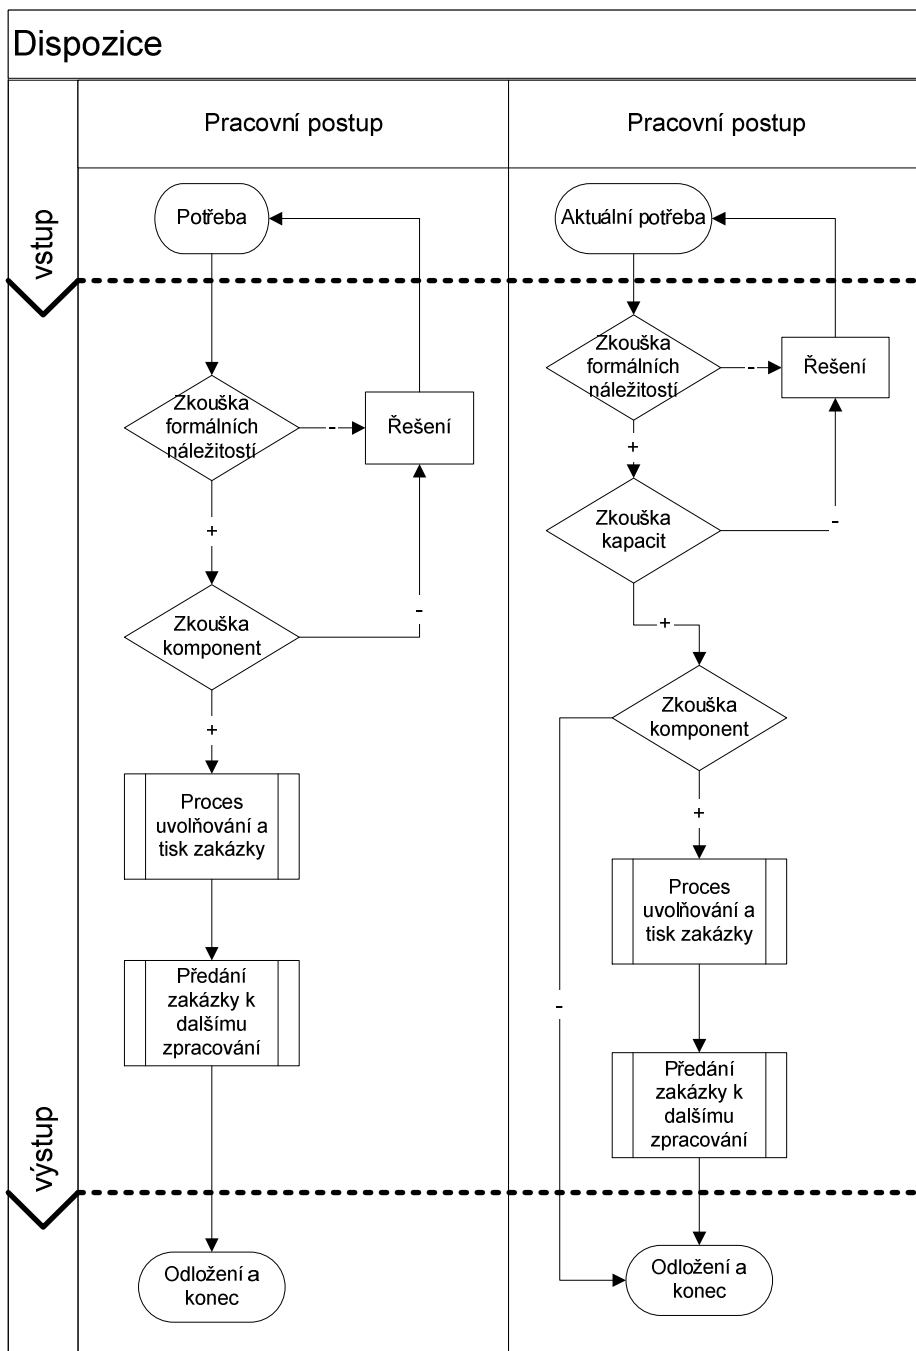 Dispozice
Pracovní postup
Pracovní postup
vstup
Potřeba
Zkouška
formálních
náležitostí
-
Řešení
+
Zkouška
komponent
-
+
Proces
uvolňování a
tisk zakázky
Předání
zakázky k
dalšímu
zpracování
Odložení a
konec
Aktuální potřeba
Zkouška
formálních
náležitostí
-
Řešení
+
Zkouška
kapacit
-
+
Zkouška
komponent
+
-
Proces
uvolňování a
tisk zakázky
Předání
zakázky k
dalšímu
zpracování
Odložení a
konec
výstup